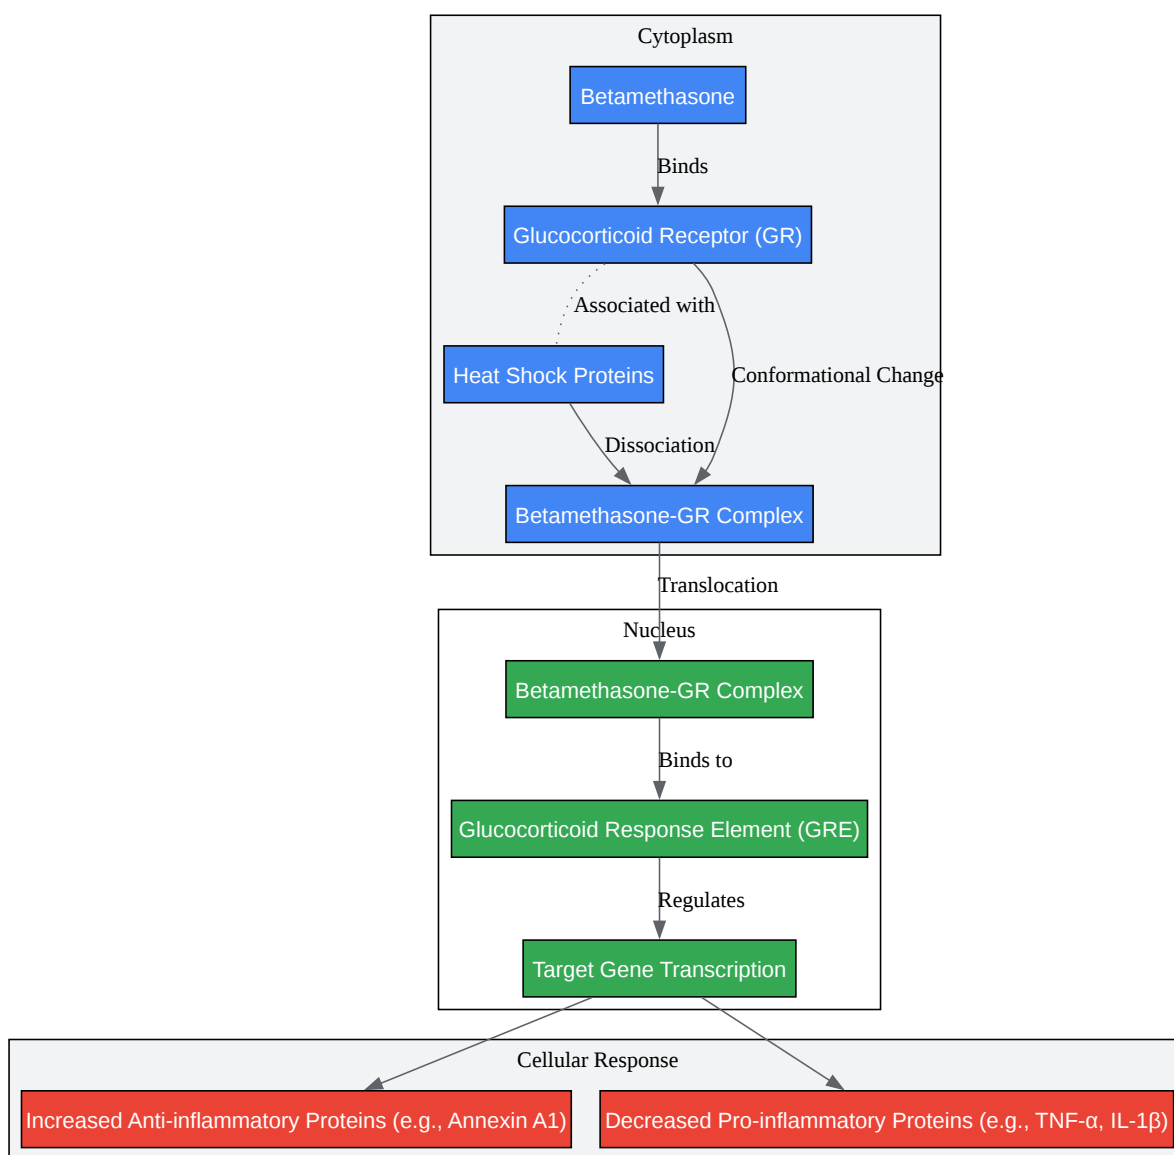 Cytoplasm
Betamethasone
Binds
Glucocorticoid Receptor (GR)
Associated with
Heat Shock Proteins
Conformational Change
Dissociation
Betamethasone-GR Complex
Translocation
Nucleus
Betamethasone-GR Complex
Binds to
Glucocorticoid Response Element (GRE)
Regulates
Target Gene Transcription
Cellular Response
Increased Anti-inflammatory Proteins (e.g., Annexin A1)
Decreased Pro-inflammatory Proteins (e.g., TNF-α, IL-1β)